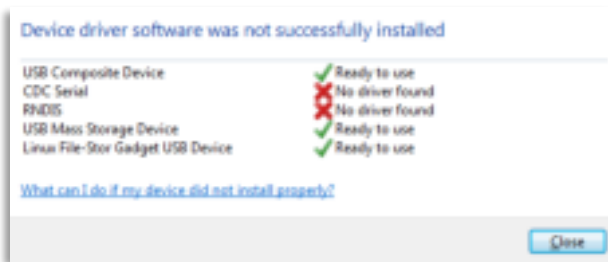 Device driver software was not successfully installed
USB Composite Device Ready to use
CDC Serial No driver found
RNDIS No driver found
USB Mass Storage Device Ready to use
Linux File-Stor Gadget USB Device Ready to use
What can I do if my device did not install properly?
Close